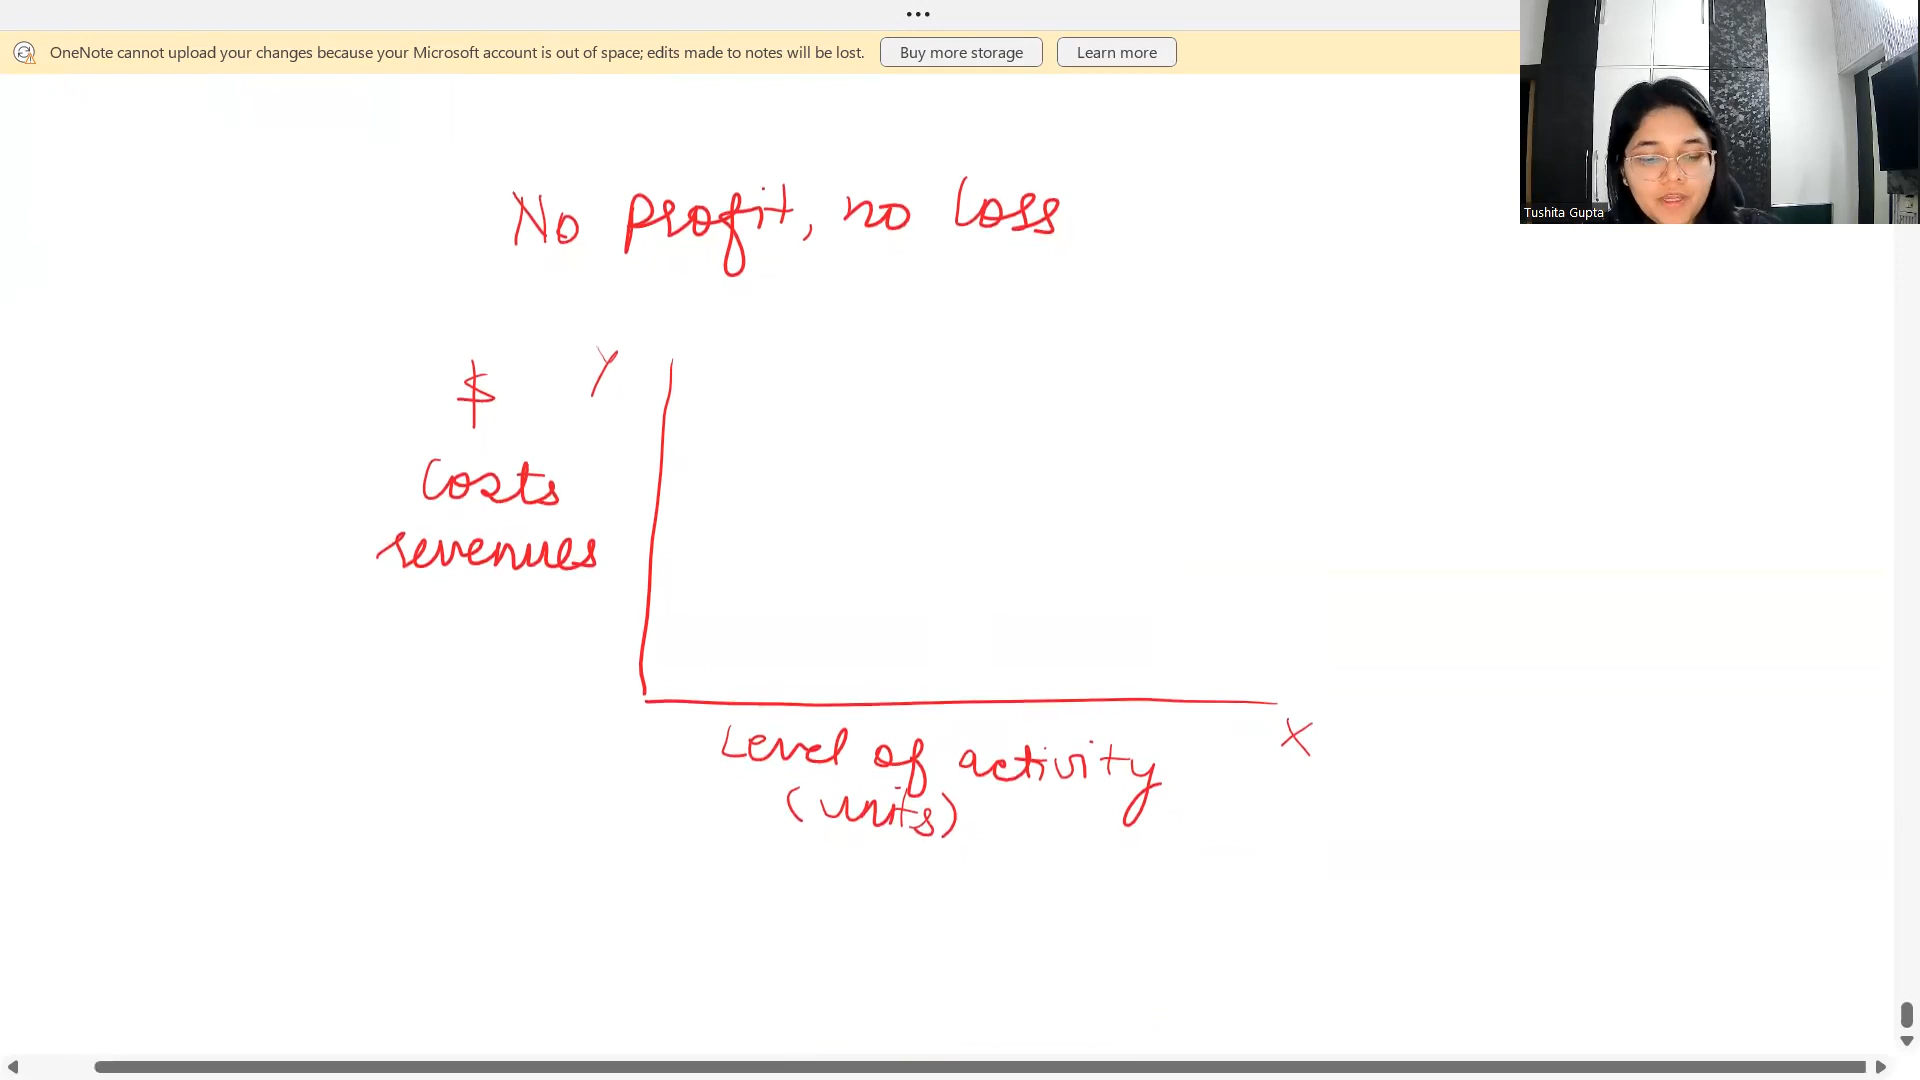 •••
OneNote cannot upload your changes because your Microsoft account is out of space; edits made to notes will be lost. Buy more storage Learn more
Tushita Gupta
No profit, no loss
$ Y
Costs
revenues
X
Level of activity
(units)